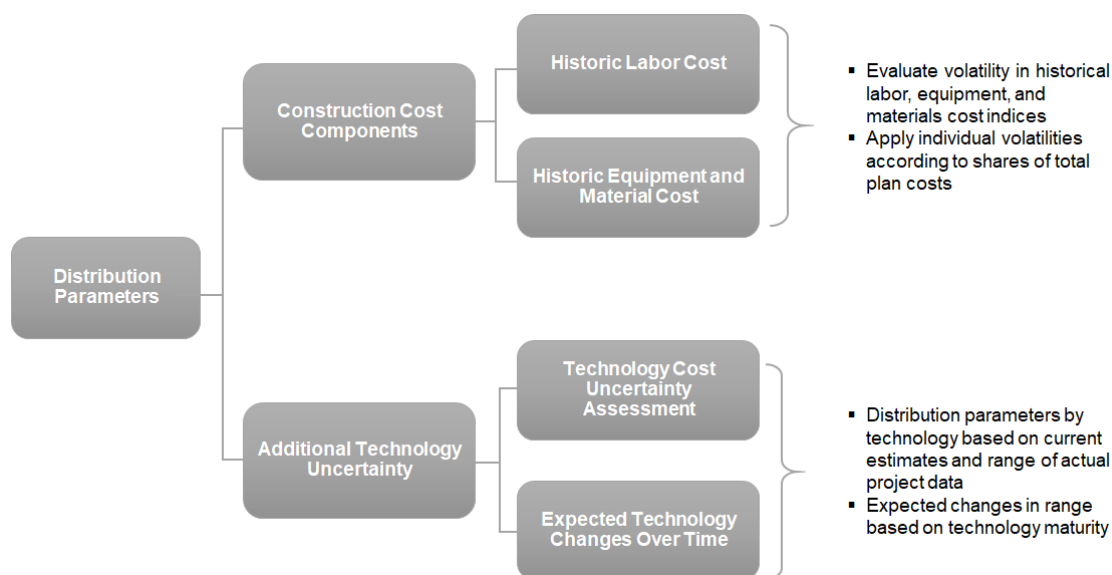 Distribution
Parameters
Construction Cost
Components
Historic Labor Cost
Historic Equipment and
Material Cost
▪ Evaluate volatility in historical
labor, equipment, and
materials cost indices
▪ Apply individual volatilities
according to shares of total
plan costs
Additional Technology
Uncertainty
Technology Cost
Uncertainty
Assessment
Expected Technology
Changes Over Time
▪ Distribution parameters by
technology based on current
estimates and range of actual
project data
▪ Expected changes in range
based on technology maturity